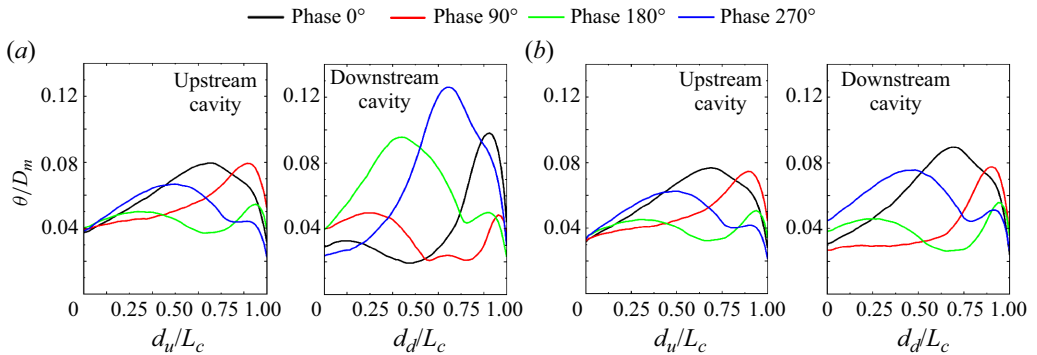 Phase 0° Phase 90° Phase 180° Phase 270°
(a) (b)
Upstream cavity
Downstream cavity
Upstream cavity
Downstream cavity
θ/D_m
0.12 0.12 0.12 0.12
0.08 0.08 0.08 0.08
0.04 0.04 0.04 0.04
0 0.25 0.50 0.75 1.00 0 0.25 0.50 0.75 1.00 0 0.25 0.50 0.75 1.00 0 0.25 0.50 0.75 1.00
d_u/L_c d_d/L_c d_u/L_c d_d/L_c